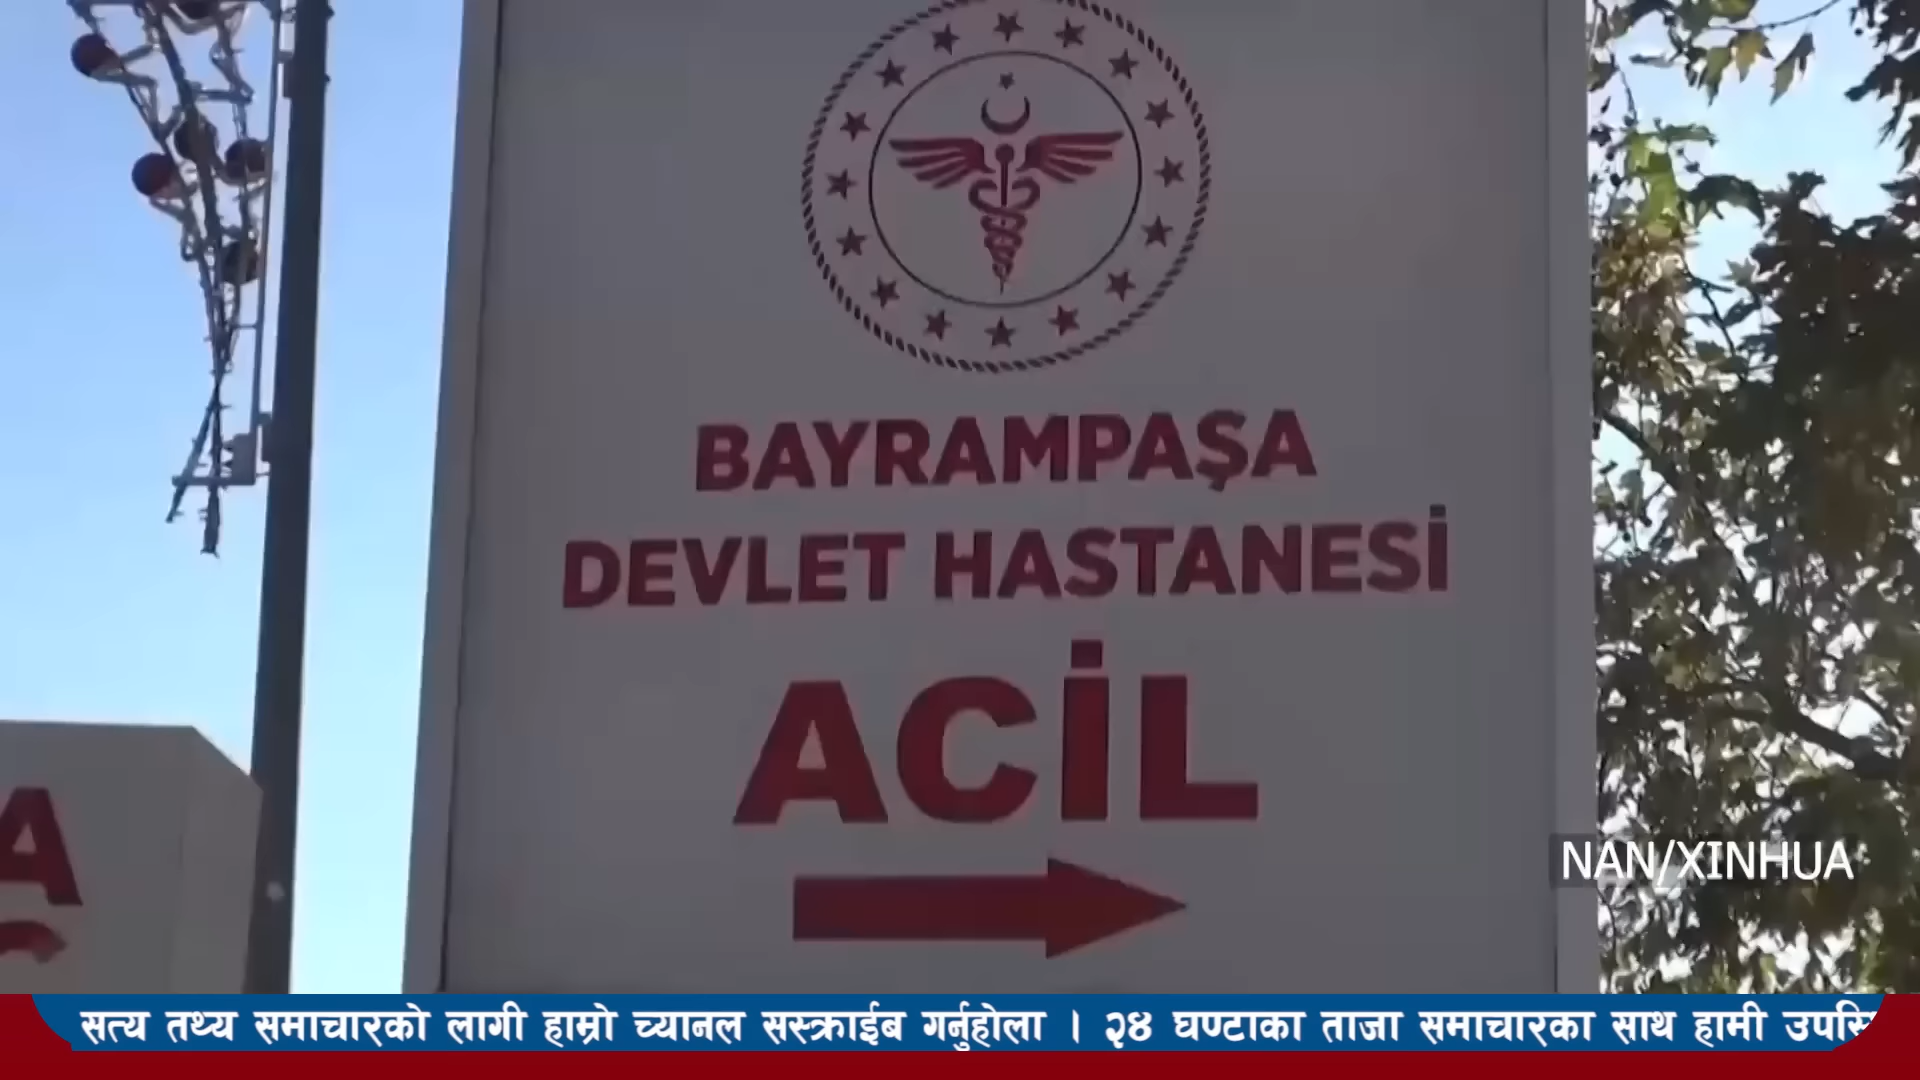 BAYRAMPAŞA
DEVLET HASTANESİ
ACİL
A
NAN/XINHUA
सत्य तथ्य समाचारको लागी हाम्रो च्यानल सस्क्राईब गर्नुहोला । २४ घण्टाका ताजा समाचारका साथ हामी